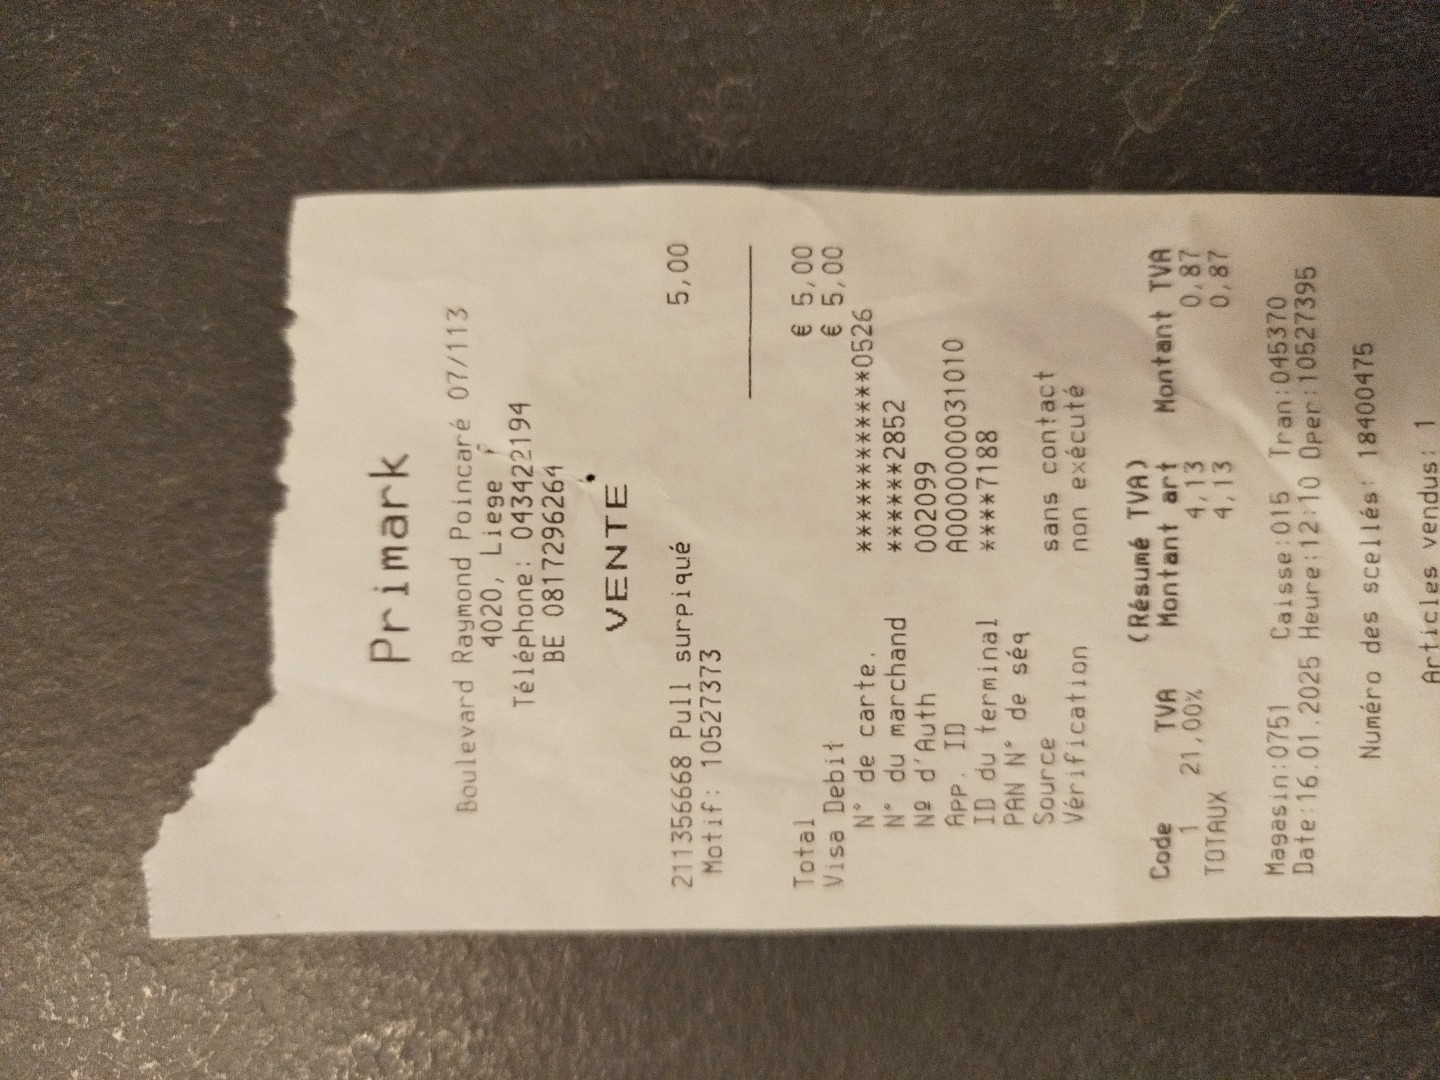 Primark
Boulevard Raymond Poincaré 07/113
4020, Liege
Téléphone: 043422194
BE 0817296264
VENTE
211356668 Pull surpiqué 5,00
Motif: 10527373
Total € 5,00
Visa Debit € 5,00
N° de carte. ************0526
N° du marchand ******2852
Nº d'Auth 002099
App. ID A0000000031010
ID du terminal ****7188
PAN N° de séq
Source sans contact
Vérification non exécuté
(Résumé TVA)
Code TVA Montant art Montant TVA
1 21,00% 4,13 0,87
TOTAUX 4,13 0,87
Magasin:0751 Caisse:015 Tran:045370
Date:16.01.2025 Heure:12:10 Oper:10527395
Numéro des scellés: 18400475
Articles vendus: 1